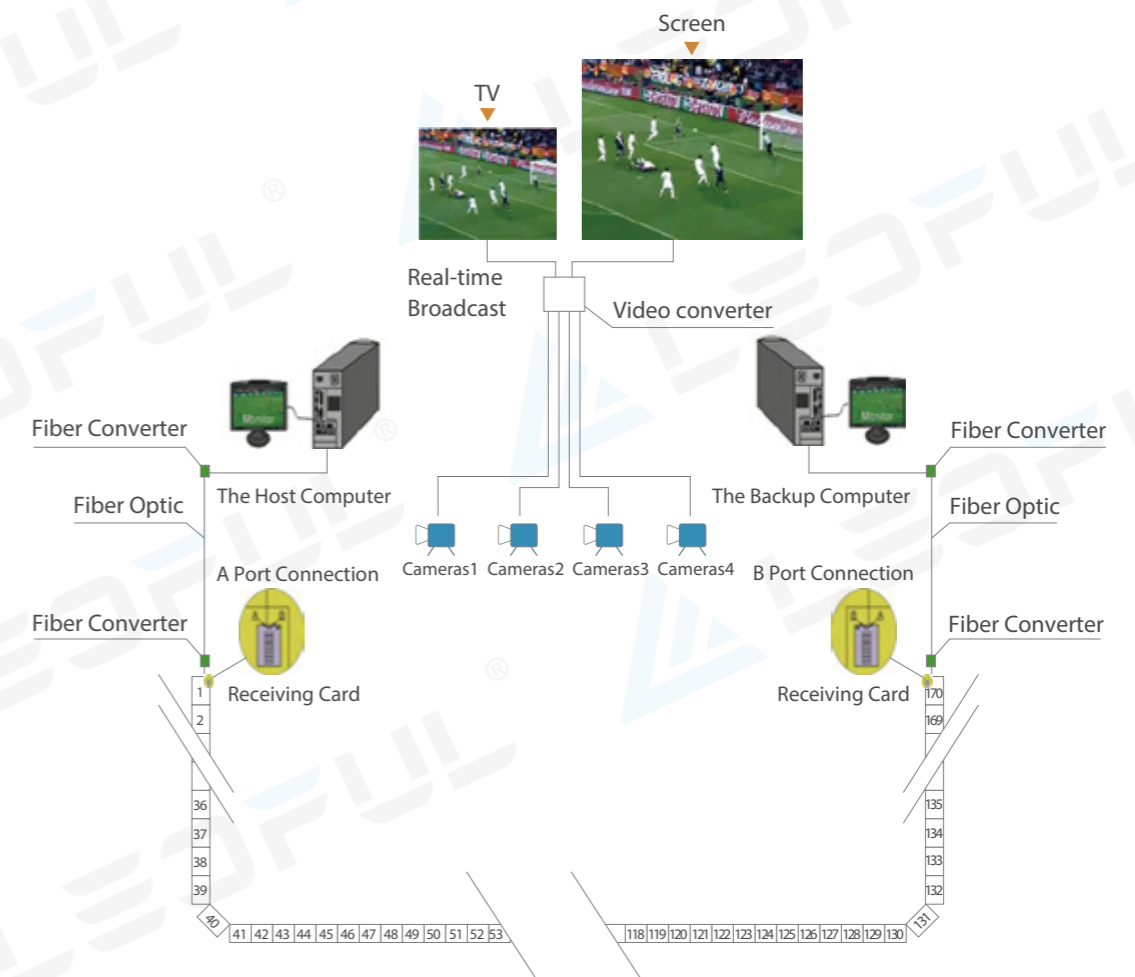 Screen
TV
Real-time
Broadcast
Video converter
Monitor
Monitor
Fiber Converter
Fiber Converter
The Host Computer
The Backup Computer
Fiber Optic
Fiber Optic
Cameras1 Cameras2 Cameras3 Cameras4
A Port Connection
B Port Connection
A B
A B
Fiber Converter
Fiber Converter
Receiving Card
Receiving Card
1
2
36
37
38
39
40
41 42 43 44 45 46 47 48 49 50 51 52 53
118 119 120 121 122 123 124 125 126 127 128 129 130
131
132
133
134
135
169
170
LEDFUL
®